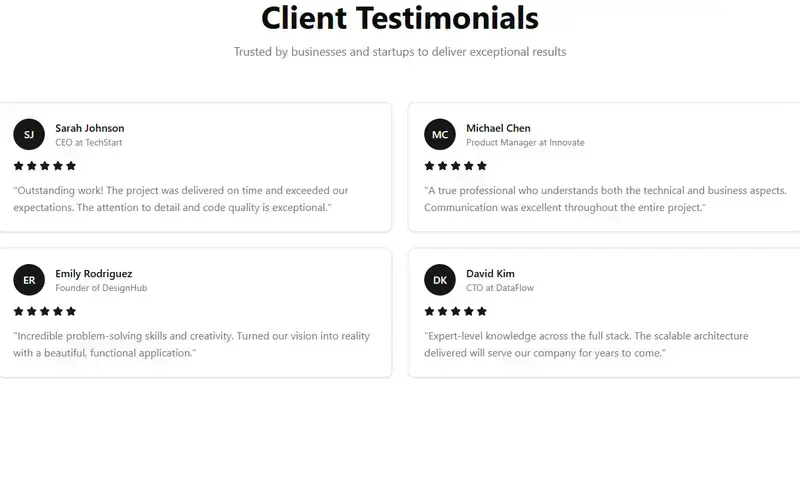 Client Testimonials
Trusted by businesses and startups to deliver exceptional results
SJ
Sarah Johnson
CEO at TechStart
"Outstanding work! The project was delivered on time and exceeded our
expectations. The attention to detail and code quality is exceptional."
MC
Michael Chen
Product Manager at Innovate
"A true professional who understands both the technical and business aspects.
Communication was excellent throughout the entire project."
ER
Emily Rodriguez
Founder of DesignHub
"Incredible problem-solving skills and creativity. Turned our vision into reality
with a beautiful, functional application."
DK
David Kim
CTO at DataFlow
"Expert-level knowledge across the full stack. The scalable architecture
delivered will serve our company for years to come."